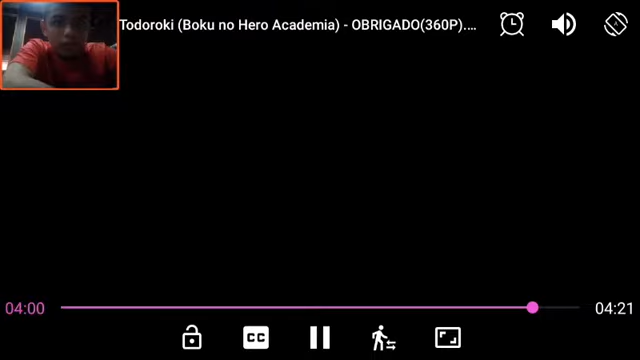 Todoroki (Boku no Hero Academia) - OBRIGADO(360P)....
04:00
04:21
CC